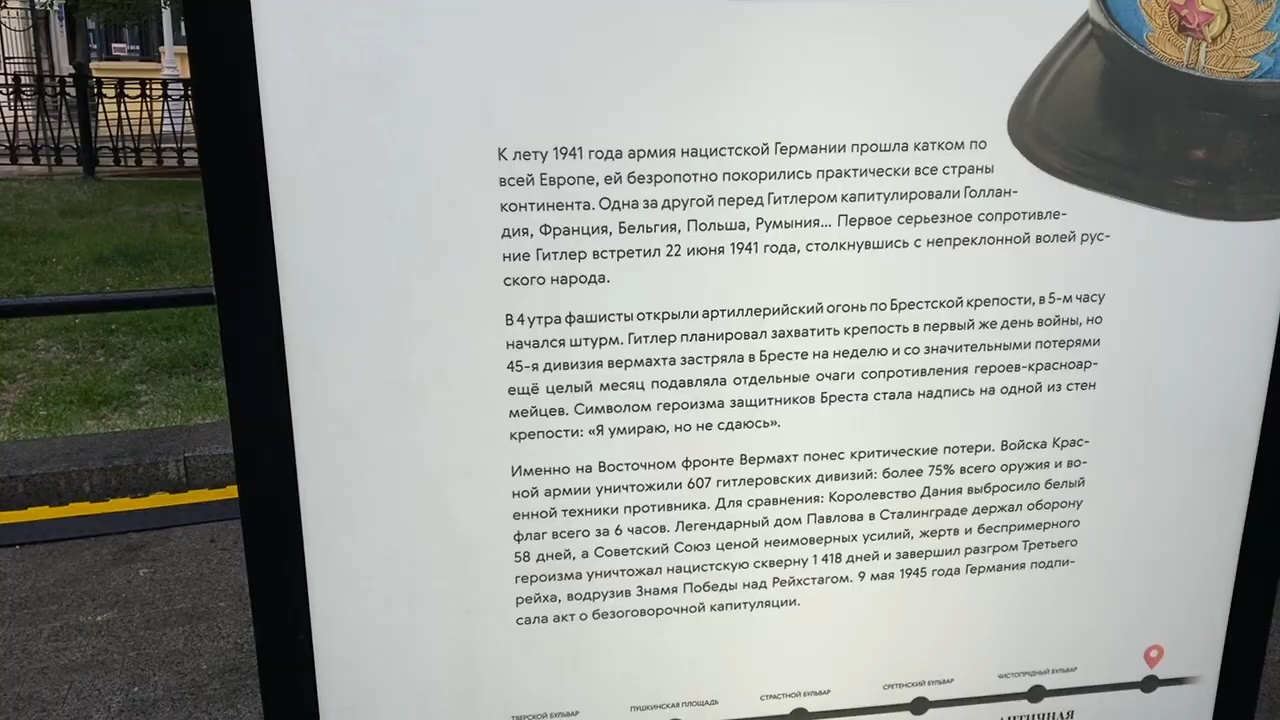 К лету 1941 года армия нацистской Германии прошла катком по
всей Европе, ей безропотно покорились практически все страны
континента. Одна за другой перед Гитлером капитулировали Голлан-
дия, Франция, Бельгия, Польша, Румыния... Первое серьезное сопротивле-
ние Гитлер встретил 22 июня 1941 года, столкнувшись с непреклонной волей рус-
ского народа.
В 4 утра фашисты открыли артиллерийский огонь по Брестской крепости, в 5-м часу
начался штурм. Гитлер планировал захватить крепость в первый же день войны, но
45-я дивизия вермахта застряла в Бресте на неделю и со значительными потерями
ещё целый месяц подавляла отдельные очаги сопротивления героев-красноар-
мейцев. Символом героизма защитников Бреста стала надпись на одной из стен
крепости: «Я умираю, но не сдаюсь».
Именно на Восточном фронте Вермахт понес критические потери. Войска Крас-
ной армии уничтожили 607 гитлеровских дивизий: более 75% всего оружия и во-
енной техники противника. Для сравнения: Королевство Дания выбросило белый
флаг всего за 6 часов. Легендарный дом Павлова в Сталинграде держал оборону
58 дней, а Советский Союз ценой неимоверных усилий, жертв и беспримерного
героизма уничтожал нацистскую скверну 1 418 дней и завершил разгром Третьего
рейха, водрузив Знамя Победы над Рейхстагом. 9 мая 1945 года Германия подпи-
сала акт о безоговорочной капитуляции.
ТВЕРСКОЙ БУЛЬВАР
ПУШКИНСКАЯ ПЛОЩАДЬ
СТРАСТНОЙ БУЛЬВАР
СРЕТЕНСКИЙ БУЛЬВАР
ЧИСТОПРУДНЫЙ БУЛЬВАР